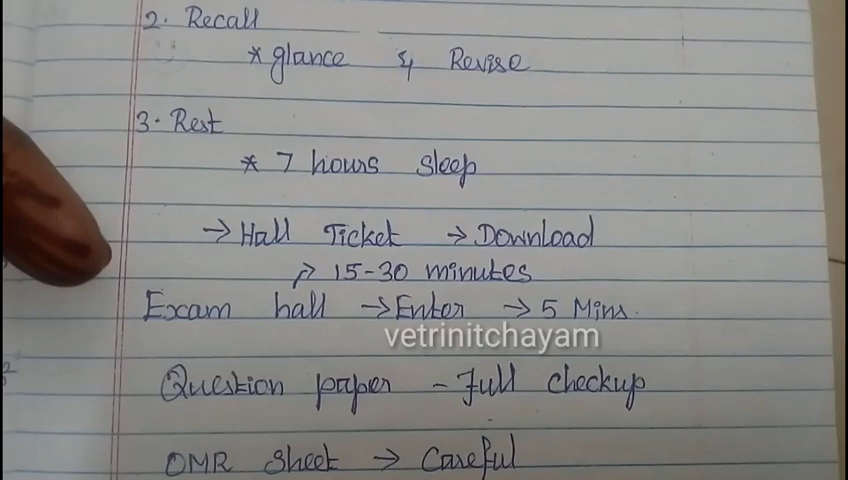 2. Recall
* glance & Revise
3. Rest
* 7 hours sleep
→ Hall Ticket → Download
↱ 15-30 minutes
Exam hall → Enter → 5 Mins.
vetrinitchayam
Question paper - Full checkup
OMR sheet → Careful